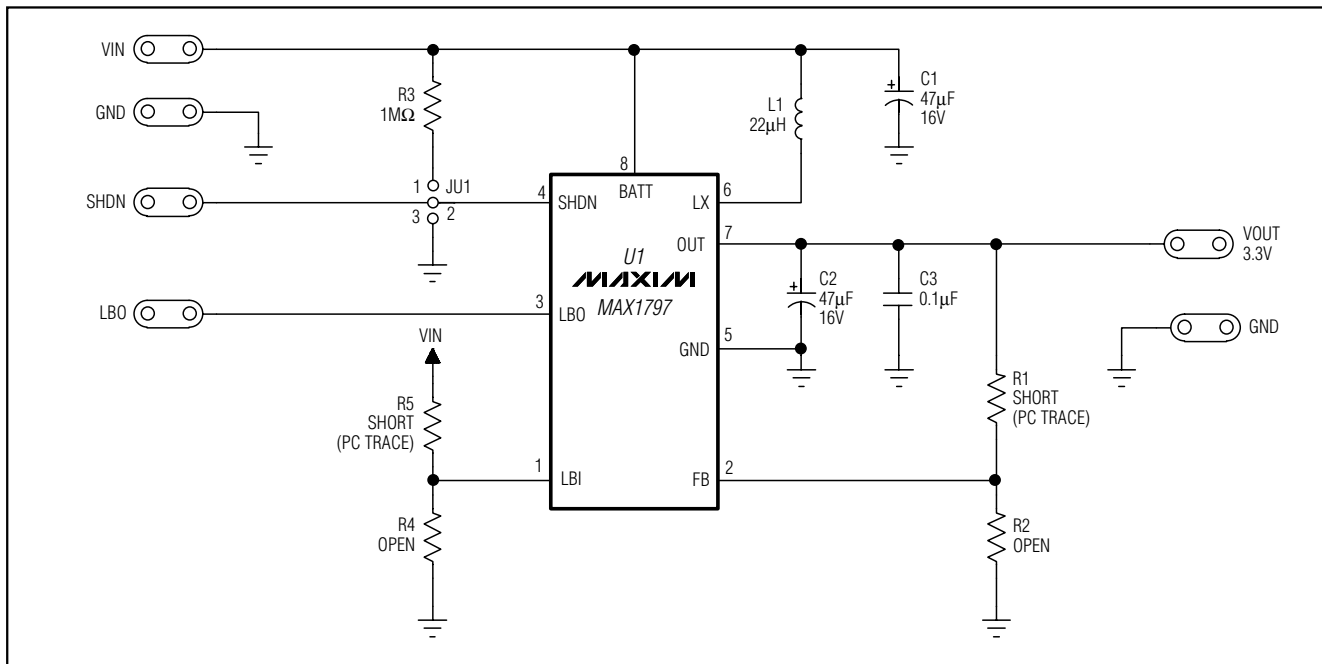 VIN
GND
SHDN
LBO
R3
1MΩ
1
JU1
3
2
VIN
R5
SHORT
(PC TRACE)
R4
OPEN
8
BATT
4
SHDN
3
LBO
1
LBI
U1
MAXIM
MAX1797
LX
6
OUT
7
GND
5
FB
2
L1
22µH
C1
+
47µF
16V
C2
+
47µF
16V
C3
0.1µF
R1
SHORT
(PC TRACE)
R2
OPEN
VOUT
3.3V
GND